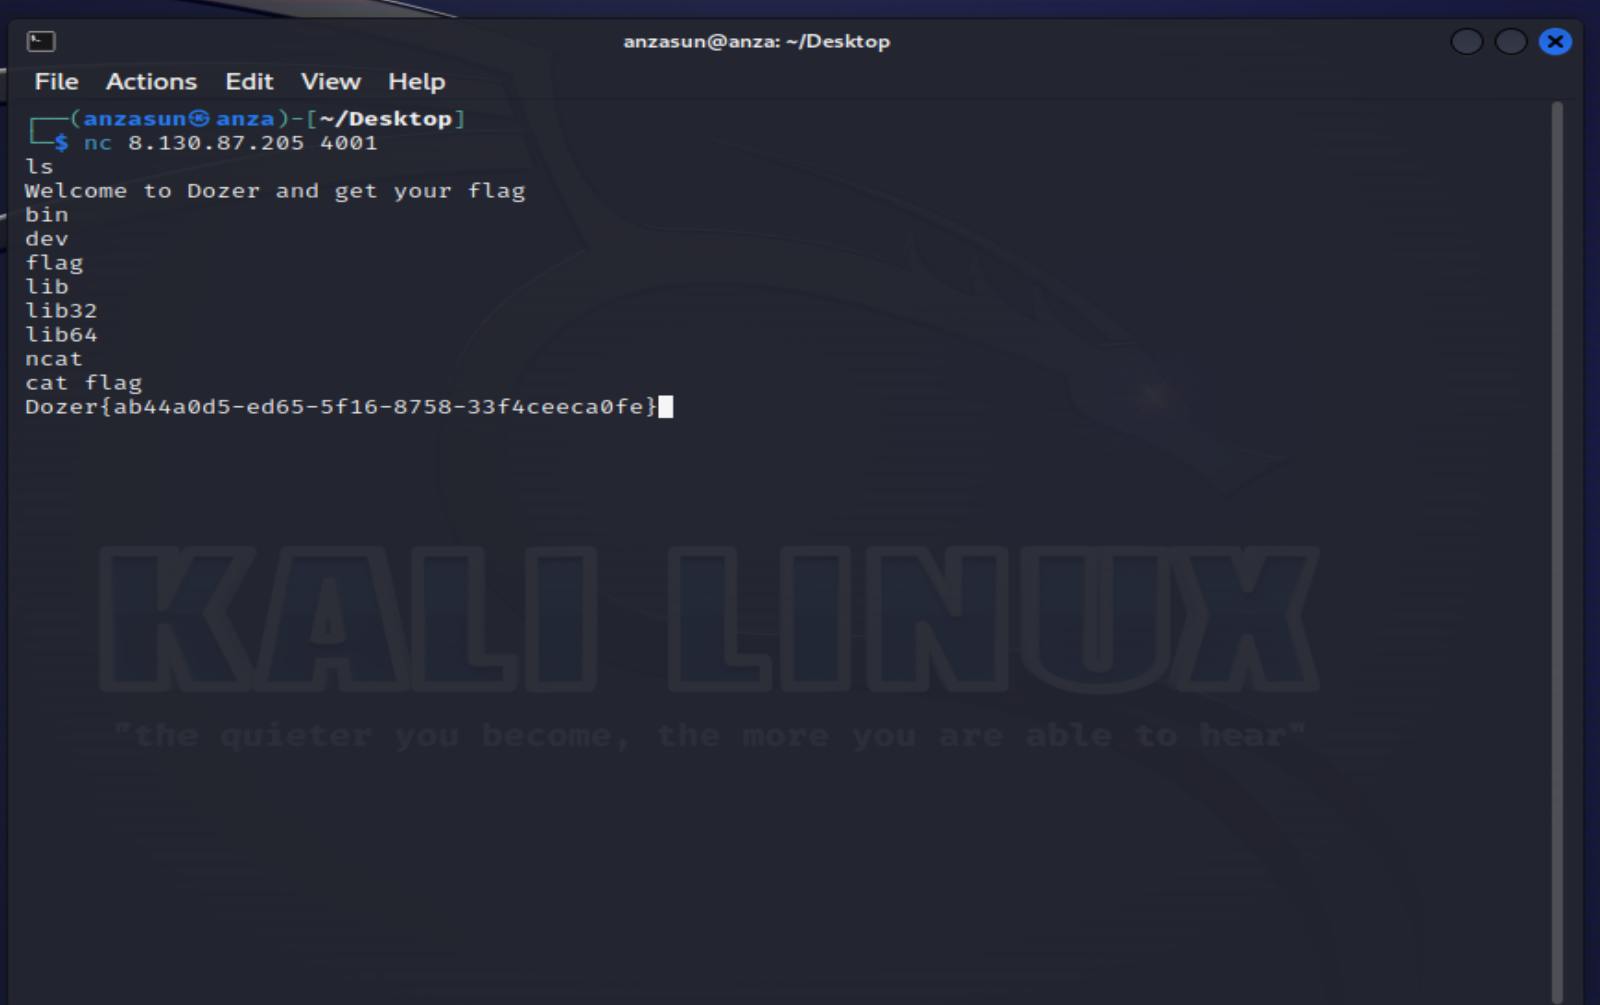 anzasun@anza: ~/Desktop
File Actions Edit View Help
┌──(anzasun㉿anza)-[~/Desktop]
└─$ nc 8.130.87.205 4001
ls
Welcome to Dozer and get your flag
bin
dev
flag
lib
lib32
lib64
ncat
cat flag
Dozer{ab44a0d5-ed65-5f16-8758-33f4ceeca0fe}
KALI LINUX
"the quieter you become, the more you are able to hear"